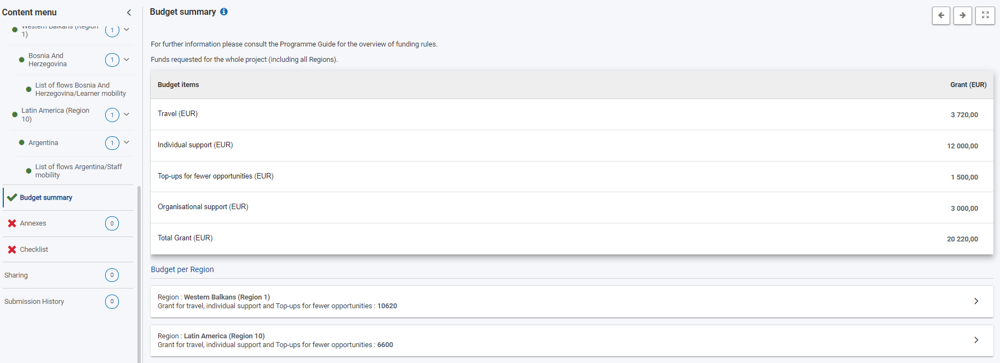 Content menu
Western Balkans (Region
1)
1
Bosnia And
Herzegovina
1
List of flows Bosnia And
Herzegovina/Learner mobility
Latin America (Region
10)
1
Argentina
1
List of flows Argentina/Staff
mobility
Budget summary
Annexes
0
Checklist
Sharing
0
Submission History
0
Budget summary
For further information please consult the Programme Guide for the overview of funding rules.
Funds requested for the whole project (including all Regions).
Budget items Grant (EUR)
Travel (EUR) 3 720,00
Individual support (EUR) 12 000,00
Top-ups for fewer opportunities (EUR) 1 500,00
Organisational support (EUR) 3 000,00
Total Grant (EUR) 20 220,00
Budget per Region
Region : Western Balkans (Region 1)
Grant for travel, individual support and Top-ups for fewer opportunities : 10620
Region : Latin America (Region 10)
Grant for travel, individual support and Top-ups for fewer opportunities : 6600